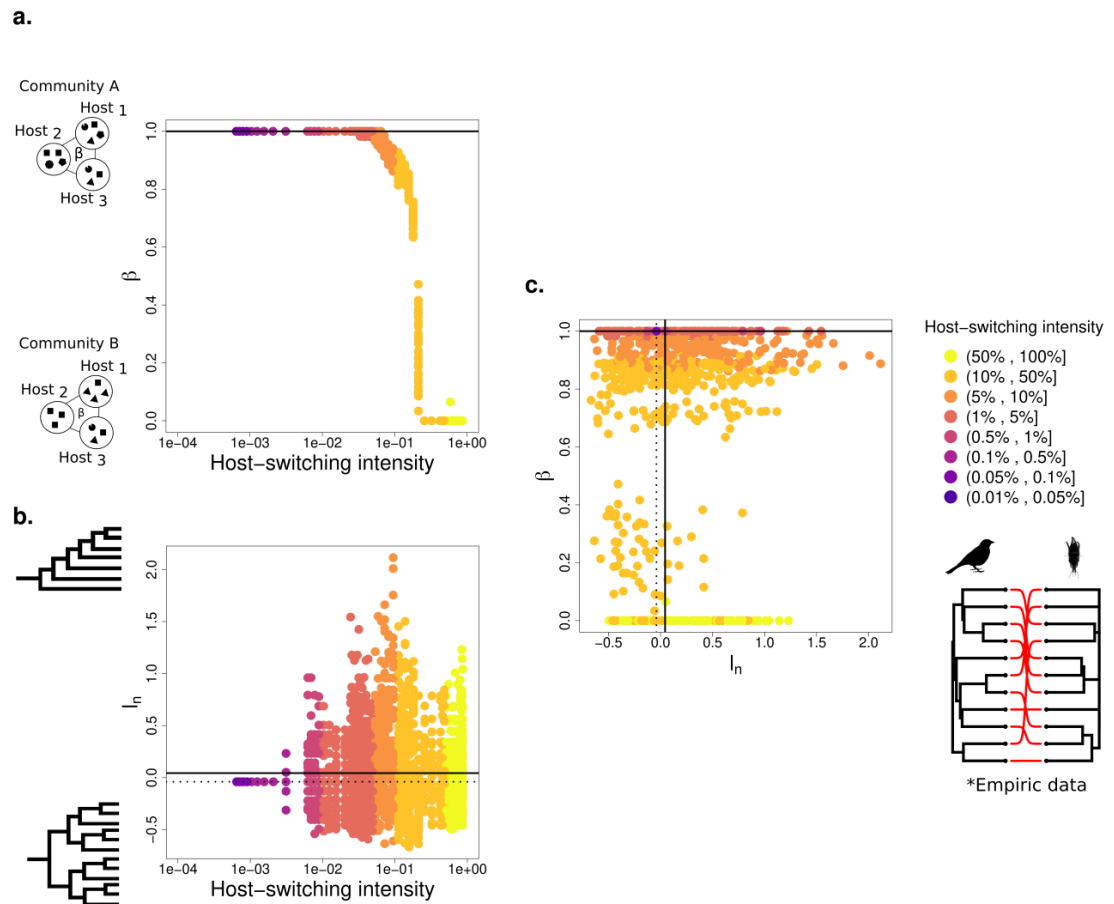 a.
Community A
Host 1
Host 2
β
Host 3
Community B
Host 1
Host 2
β
Host 3
β
1.0
0.8
0.6
0.4
0.2
0.0
1e−04
1e−03
1e−02
1e−01
1e+00
Host−switching intensity
b.
I n
2.0
1.5
1.0
0.5
0.0
−0.5
1e−04
1e−03
1e−02
1e−01
1e+00
Host−switching intensity
c.
β
1.0
0.8
0.6
0.4
0.2
0.0
−0.5
0.0
0.5
1.0
1.5
2.0
I n
Host−switching intensity
(50% , 100%]
(10% , 50%]
(5% , 10%]
(1% , 5%]
(0.5% , 1%]
(0.1% , 0.5%]
(0.05% , 0.1%]
(0.01% , 0.05%]
*Empiric data